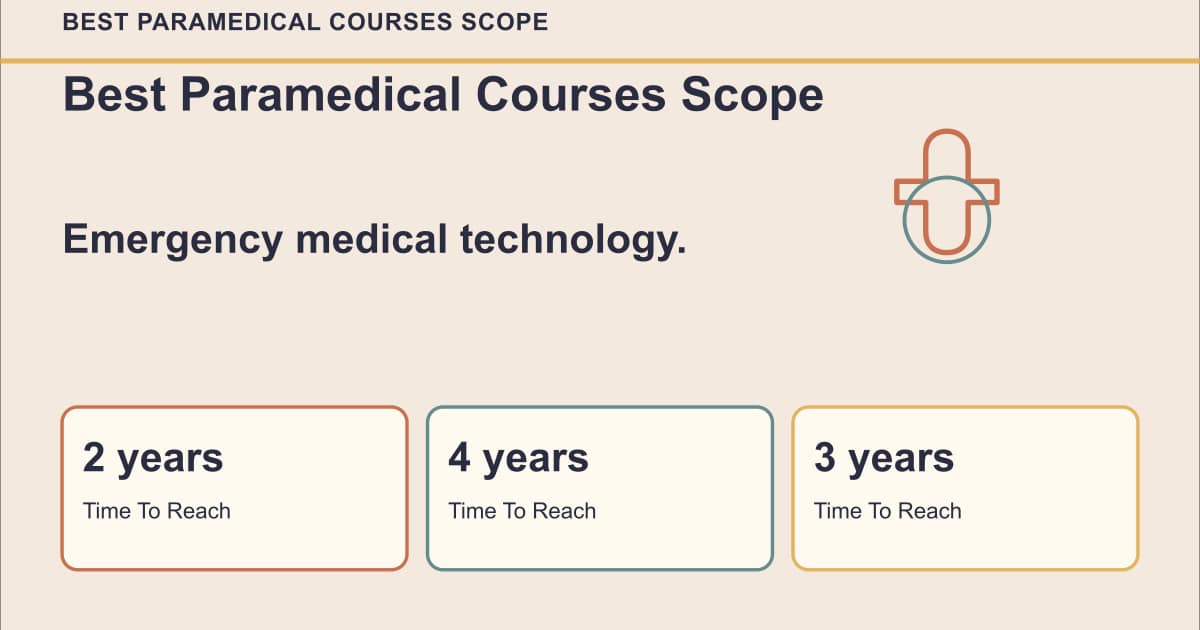 BEST PARAMEDICAL COURSES SCOPE
Best Paramedical Courses Scope
Emergency medical technology.
2 years
Time To Reach
4 years
Time To Reach
3 years
Time To Reach